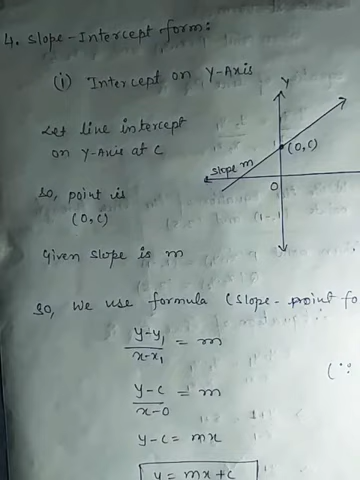 4. Slope-Intercept form:
(i) Intercept on Y-Axis
Let line intercept
on Y-Axis at C
So, point is
(0, C)
Given slope is m
Y
(0, C)
slope m
O
So, We use formula (Slope-point fo
y-y₁/x-x₁ = m
(∵
y-c/x-0 = m
y-c = mx
y = mx+c